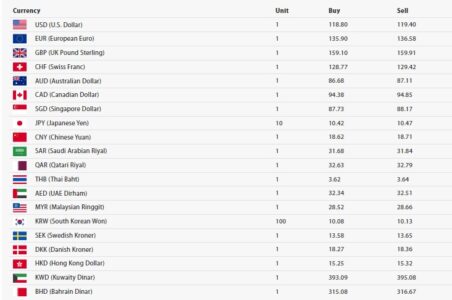 Currency Unit Buy Sell
USD (U.S. Dollar) 1 118.80 119.40
EUR (European Euro) 1 135.90 136.58
GBP (UK Pound Sterling) 1 159.10 159.91
CHF (Swiss Franc) 1 128.77 129.42
AUD (Australian Dollar) 1 86.68 87.11
CAD (Canadian Dollar) 1 94.38 94.85
SGD (Singapore Dollar) 1 87.73 88.17
JPY (Japanese Yen) 10 10.42 10.47
CNY (Chinese Yuan) 1 18.62 18.71
SAR (Saudi Arabian Riyal) 1 31.68 31.84
QAR (Qatari Riyal) 1 32.63 32.79
THB (Thai Baht) 1 3.62 3.64
AED (UAE Dirham) 1 32.34 32.51
MYR (Malaysian Ringgit) 1 28.52 28.66
KRW (South Korean Won) 100 10.08 10.13
SEK (Swedish Kroner) 1 13.58 13.65
DKK (Danish Kroner) 1 18.27 18.36
HKD (Hong Kong Dollar) 1 15.25 15.32
KWD (Kuwaity Dinar) 1 393.09 395.08
BHD (Bahrain Dinar) 1 315.08 316.67